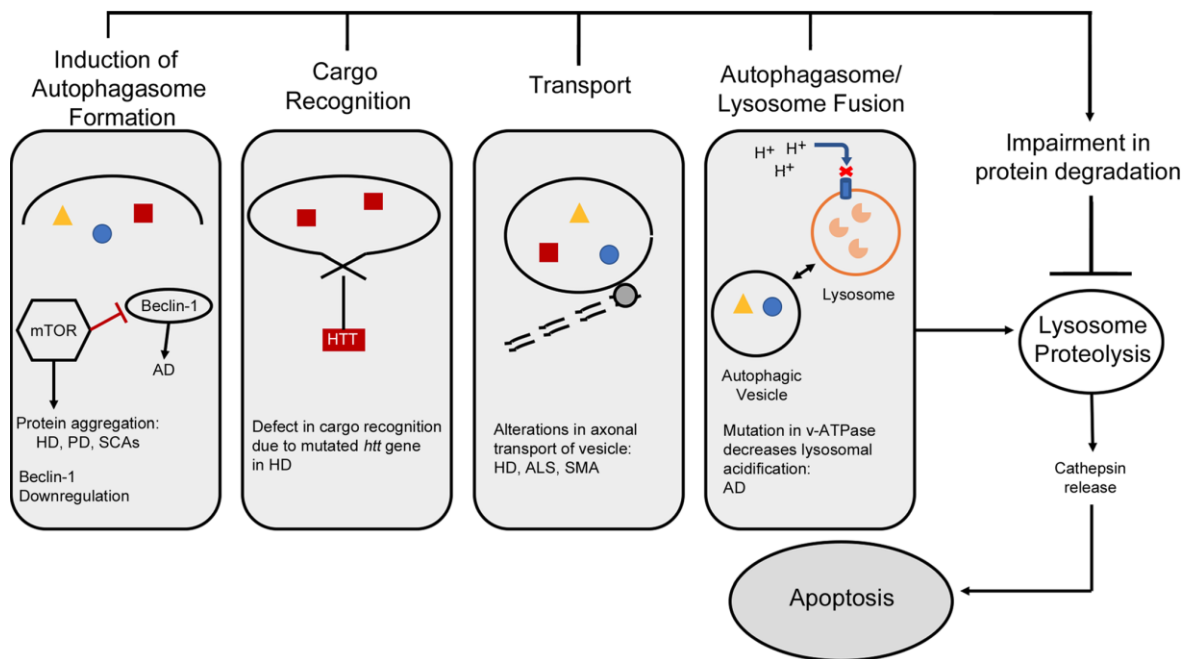 Induction of
Autophagasome
Formation
Cargo
Recognition
Transport
Autophagasome/
Lysosome Fusion
Impairment in
protein degradation
mTOR
Beclin-1
AD
Protein aggregation:
HD, PD, SCAs
Beclin-1
Downregulation
HTT
Defect in cargo recognition
due to mutated htt gene
in HD
Alterations in axonal
transport of vesicle:
HD, ALS, SMA
H+
H+
H+
Lysosome
Autophagic
Vesicle
Mutation in v-ATPase
decreases lysosomal
acidification:
AD
Lysosome
Proteolysis
Cathepsin
release
Apoptosis